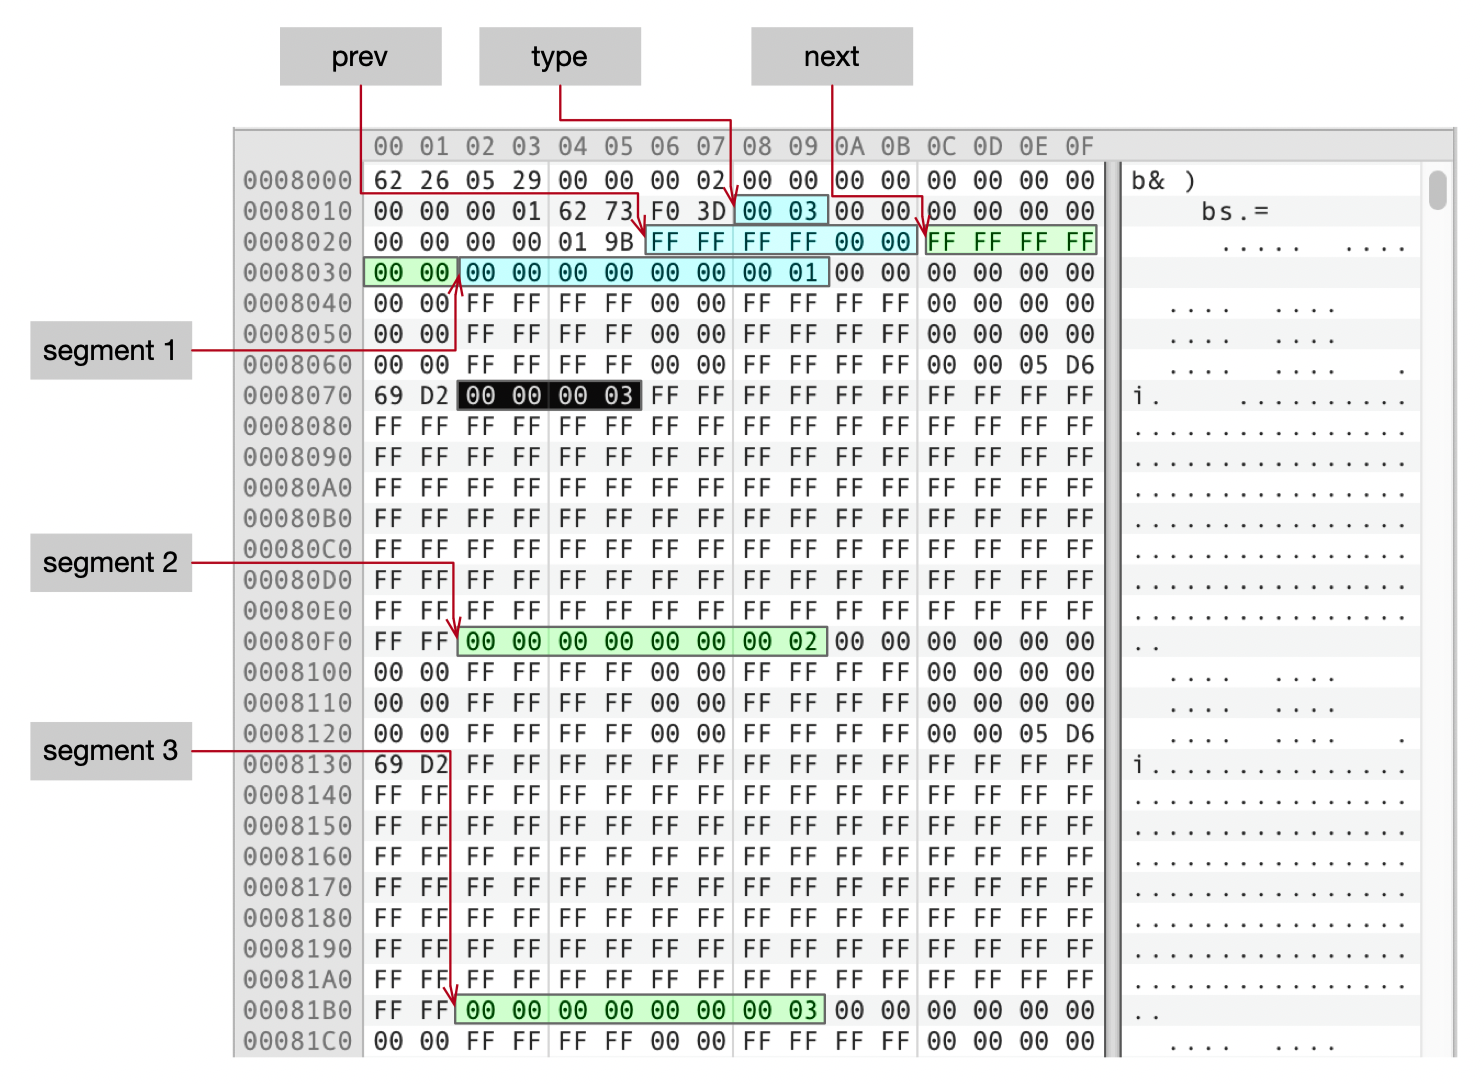 prev type next
00 01 02 03 04 05 06 07 08 09 0A 0B 0C 0D 0E 0F
0008000 62 26 05 29 00 00 00 02 00 00 00 00 00 00 00 00 b& )
0008010 00 00 00 01 62 73 F0 3D 00 03 00 00 00 00 00 00 bs.=
0008020 00 00 00 00 01 9B FF FF FF FF 00 00 FF FF FF FF ..... ....
0008030 00 00 00 00 00 00 00 00 00 01 00 00 00 00 00 00
0008040 00 00 FF FF FF FF 00 00 FF FF FF FF 00 00 00 00 .... ....
segment 1
0008050 00 00 FF FF FF FF 00 00 FF FF FF FF 00 00 00 00 .... ....
0008060 00 00 FF FF FF FF 00 00 FF FF FF FF 00 00 05 D6 .... .... .
0008070 69 D2 00 00 00 03 FF FF FF FF FF FF FF FF FF FF i. ..........
0008080 FF FF FF FF FF FF FF FF FF FF FF FF FF FF FF FF ................
0008090 FF FF FF FF FF FF FF FF FF FF FF FF FF FF FF FF ................
00080A0 FF FF FF FF FF FF FF FF FF FF FF FF FF FF FF FF ................
00080B0 FF FF FF FF FF FF FF FF FF FF FF FF FF FF FF FF ................
00080C0 FF FF FF FF FF FF FF FF FF FF FF FF FF FF FF FF ................
segment 2
00080D0 FF FF FF FF FF FF FF FF FF FF FF FF FF FF FF FF ................
00080E0 FF FF FF FF FF FF FF FF FF FF FF FF FF FF FF FF ................
00080F0 FF FF 00 00 00 00 00 00 00 02 00 00 00 00 00 00 ..
0008100 00 00 FF FF FF FF 00 00 FF FF FF FF 00 00 00 00 .... ....
0008110 00 00 FF FF FF FF 00 00 FF FF FF FF 00 00 00 00 .... ....
0008120 00 00 FF FF FF FF 00 00 FF FF FF FF 00 00 05 D6 .... .... .
segment 3
0008130 69 D2 FF FF FF FF FF FF FF FF FF FF FF FF FF FF i...............
0008140 FF FF FF FF FF FF FF FF FF FF FF FF FF FF FF FF ................
0008150 FF FF FF FF FF FF FF FF FF FF FF FF FF FF FF FF ................
0008160 FF FF FF FF FF FF FF FF FF FF FF FF FF FF FF FF ................
0008170 FF FF FF FF FF FF FF FF FF FF FF FF FF FF FF FF ................
0008180 FF FF FF FF FF FF FF FF FF FF FF FF FF FF FF FF ................
0008190 FF FF FF FF FF FF FF FF FF FF FF FF FF FF FF FF ................
00081A0 FF FF FF FF FF FF FF FF FF FF FF FF FF FF FF FF ................
00081B0 FF FF 00 00 00 00 00 00 00 03 00 00 00 00 00 00 ..
00081C0 00 00 FF FF FF FF 00 00 FF FF FF FF 00 00 00 00 .... ....